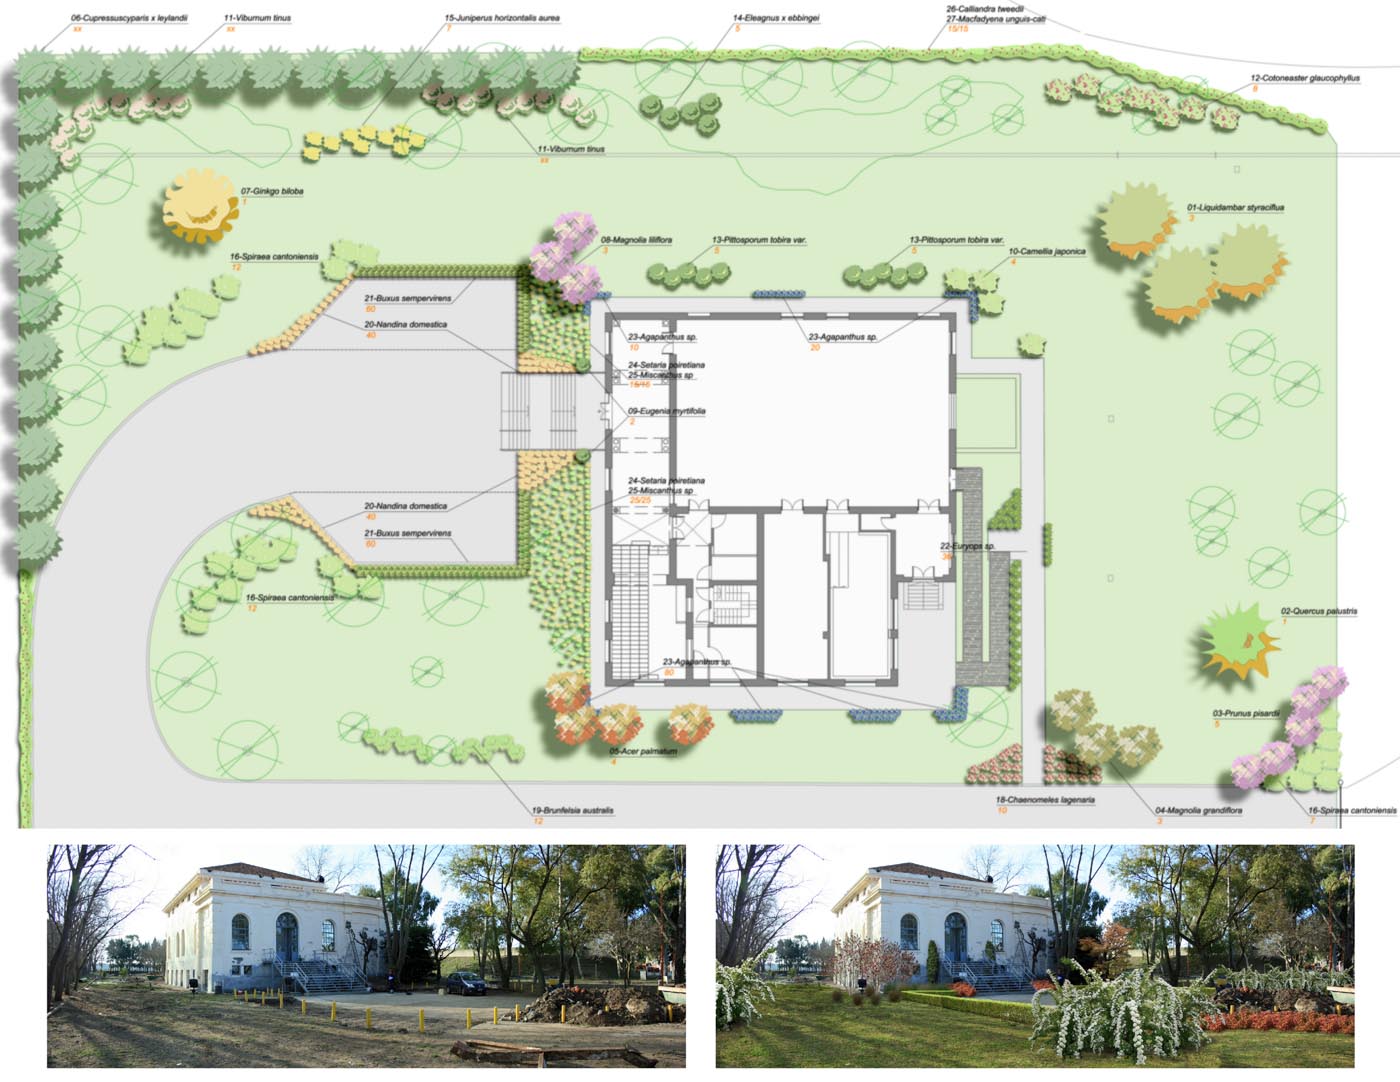 06-Cupressuscyparis x leylandii
xx
11-Viburnum tinus
xx
15-Juniperus horizontalis aurea
7
14-Eleagnus x ebbingei
5
26-Calliandra tweedii
27-Macfadyena unguis-cati
15/15
12-Cotoneaster glaucophyllus
8
11-Viburnum tinus
xx
07-Ginkgo biloba
1
01-Liquidambar styraciflua
3
16-Spiraea cantoniensis
12
08-Magnolia liliflora
3
13-Pittosporum tobira var.
5
13-Pittosporum tobira var.
5
10-Camellia japonica
4
21-Buxus sempervirens
60
20-Nandina domestica
40
23-Agapanthus sp.
10
23-Agapanthus sp.
20
24-Setaria poiretiana
25-Miscanthus sp
15/15
09-Eugenia myrtifolia
2
24-Setaria poiretiana
25-Miscanthus sp
25/25
20-Nandina domestica
40
21-Buxus sempervirens
60
22-Euryops sp.
16-Spiraea cantoniensis
12
02-Quercus palustris
1
23-Agapanthus sp.
80
03-Prunus pisardii
5
05-Acer palmatum
4
19-Brunfelsia australis
12
18-Chaenomeles lagenaria
10
04-Magnolia grandiflora
3
16-Spiraea cantoniensis
7